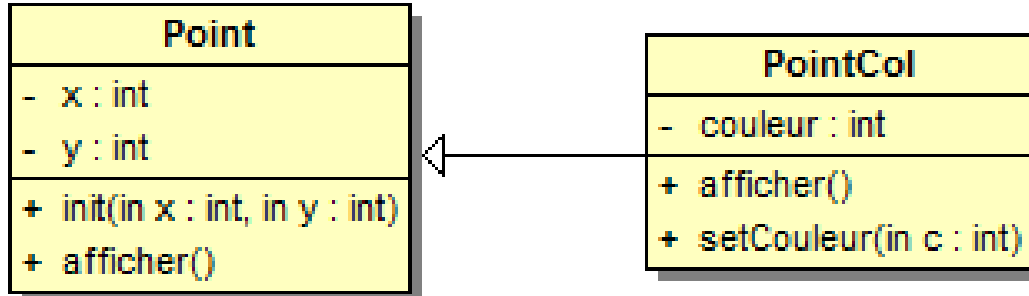 Point
- x : int
- y : int
+ init(in x : int, in y : int)
+ afficher()
PointCol
- couleur : int
+ afficher()
+ setCouleur(in c : int)